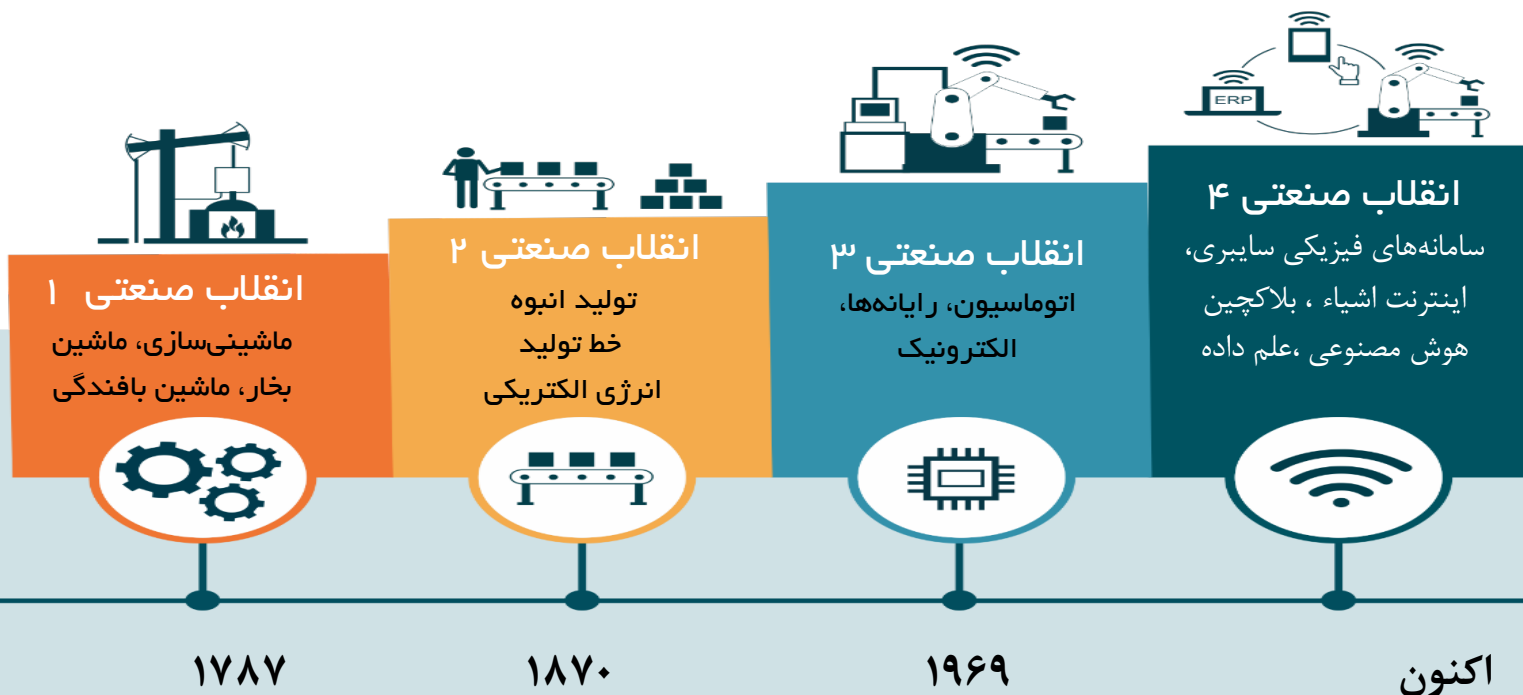 انقلاب صنعتی ۱
ماشینی‌سازی، ماشین
بخار، ماشین بافندگی
انقلاب صنعتی ۲
تولید انبوه
خط تولید
انرژی الکتریکی
انقلاب صنعتی ۳
اتوماسیون، رایانه‌ها،
الکترونیک
ERP
انقلاب صنعتی ۴
سامانه‌های فیزیکی سایبری،
اینترنت اشیاء ، بلاکچین
هوش مصنوعی ،علم داده
۱۷۸۷
۱۸۷۰
۱۹۶۹
اکنون